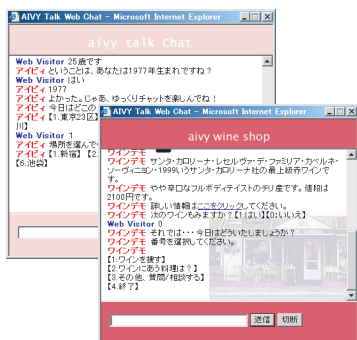 AIVY Talk Web Chat - Microsoft Internet Explorer
aivy talk Chat
Web Visitor 25歳です
アイビィ ということは、あなたは1977年生まれですね?
Web Visitor はい
アイビィ 1977
アイビィ よかった。じゃあ、ゆっくりチャットを楽しんでね!
アイビィ 今日はどこの
アイビィ【1.東京23区】
川】
Web Visitor 1
アイビィ 場所を選んで
アイビィ【1.新宿】【2.
【6.池袋】
AIVY Talk Web Chat - Microsoft Internet Explorer
aivy wine shop
ワインデモ サンタ・カロリーナ・レセルヴァ・デ・ファミリア・カベルネ・
ソーヴィニヨン・1999いうサンタ・カロリーナ社の最上級赤ワインで
す。
ワインデモ やや辛口なフルボディテイストのチリ産です。値段は
2100円です。
ワインデモ 詳しい情報はここをクリックしてください。
ワインデモ 次のワインもみますか?【1:はい】【0:いいえ】
Web Visitor 0
ワインデモ それでは・・・今日はどういたしましょうか?
ワインデモ 番号を選択してください。
ワインデモ
【1:ワインを捜す】
【2.ワインにあう料理は?】
【3.その他、質問/相談する】
【4.終了】
送信 切断